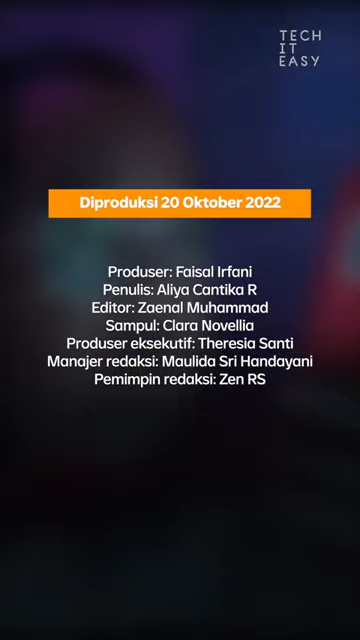 TECH
IT
EASY
Diproduksi 20 Oktober 2022
Produser: Faisal Irfani
Penulis: Aliya Cantika R
Editor: Zaenal Muhammad
Sampul: Clara Novellia
Produser eksekutif: Theresia Santi
Manajer redaksi: Maulida Sri Handayani
Pemimpin redaksi: Zen RS